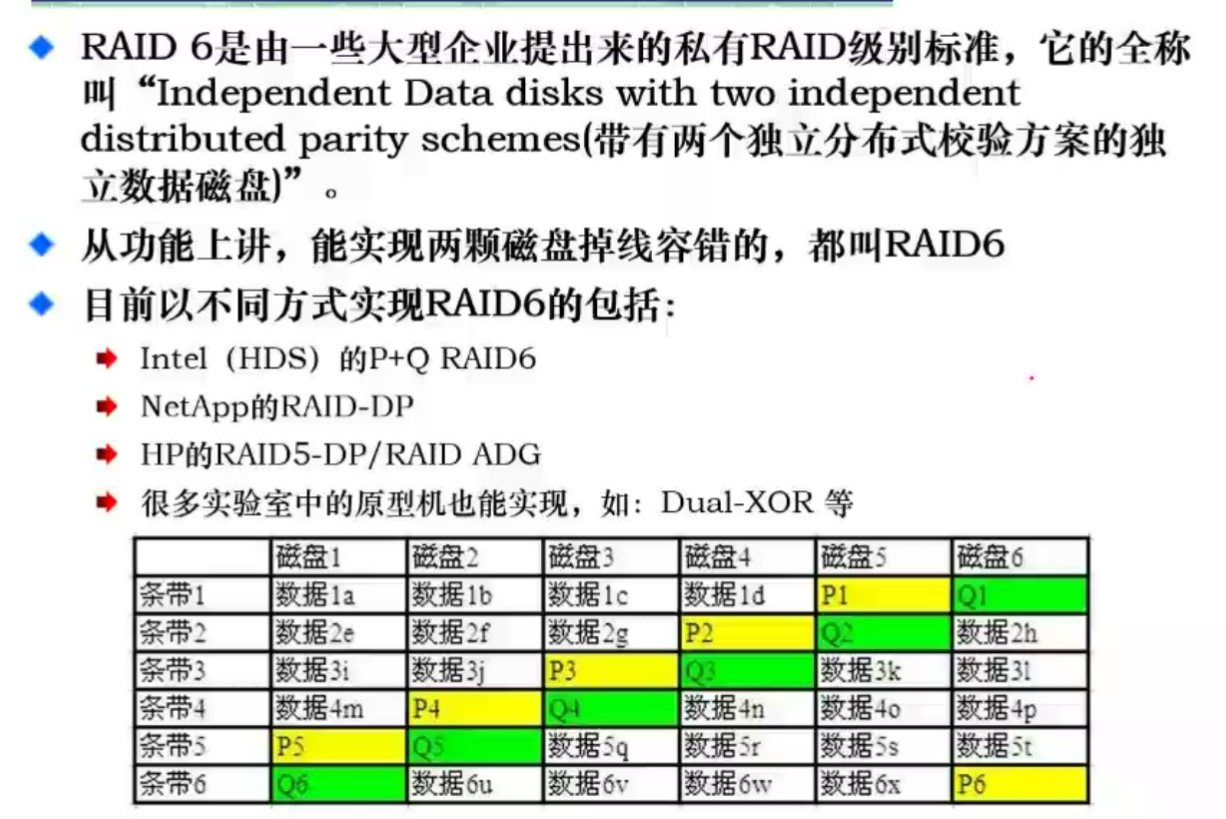 RAID 6是由一些大型企业提出来的私有RAID级别标准，它的全称
叫“Independent Data disks with two independent
distributed parity schemes(带有两个独立分布式校验方案的独
立数据磁盘)”。
从功能上讲，能实现两颗磁盘掉线容错的，都叫RAID6
目前以不同方式实现RAID6的包括：
Intel（HDS）的P+Q RAID6
NetApp的RAID-DP
HP的RAID5-DP/RAID ADG
很多实验室中的原型机也能实现，如：Dual-XOR 等
磁盘1 磁盘2 磁盘3 磁盘4 磁盘5 磁盘6
条带1 数据1a 数据1b 数据1c 数据1d P1 Q1
条带2 数据2e 数据2f 数据2g P2 Q2 数据2h
条带3 数据3i 数据3j P3 Q3 数据3k 数据3l
条带4 数据4m P4 Q4 数据4n 数据4o 数据4p
条带5 P5 Q5 数据5q 数据5r 数据5s 数据5t
条带6 Q6 数据6u 数据6v 数据6w 数据6x P6